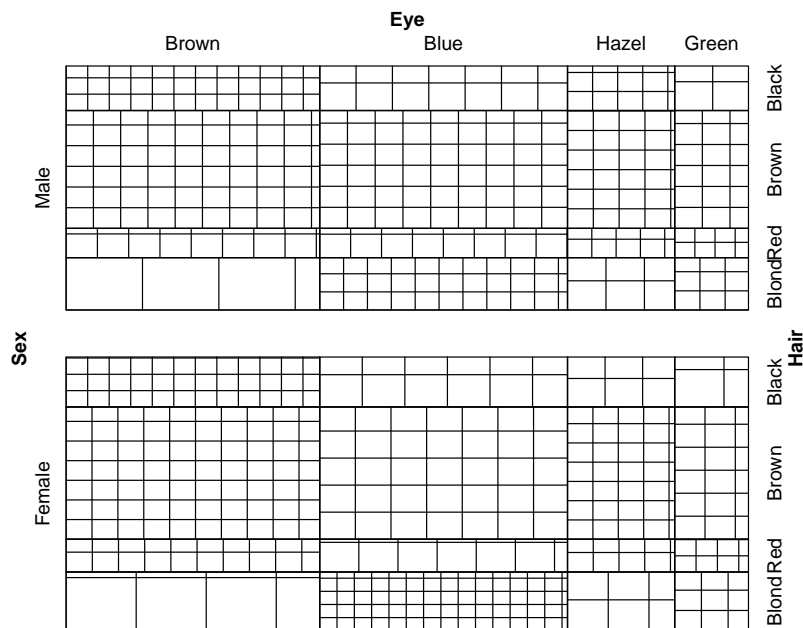 Eye
Brown Blue Hazel Green
Male
Black
Brown
Red
Blond
Sex
Hair
Female
Black
Brown
Red
Blond